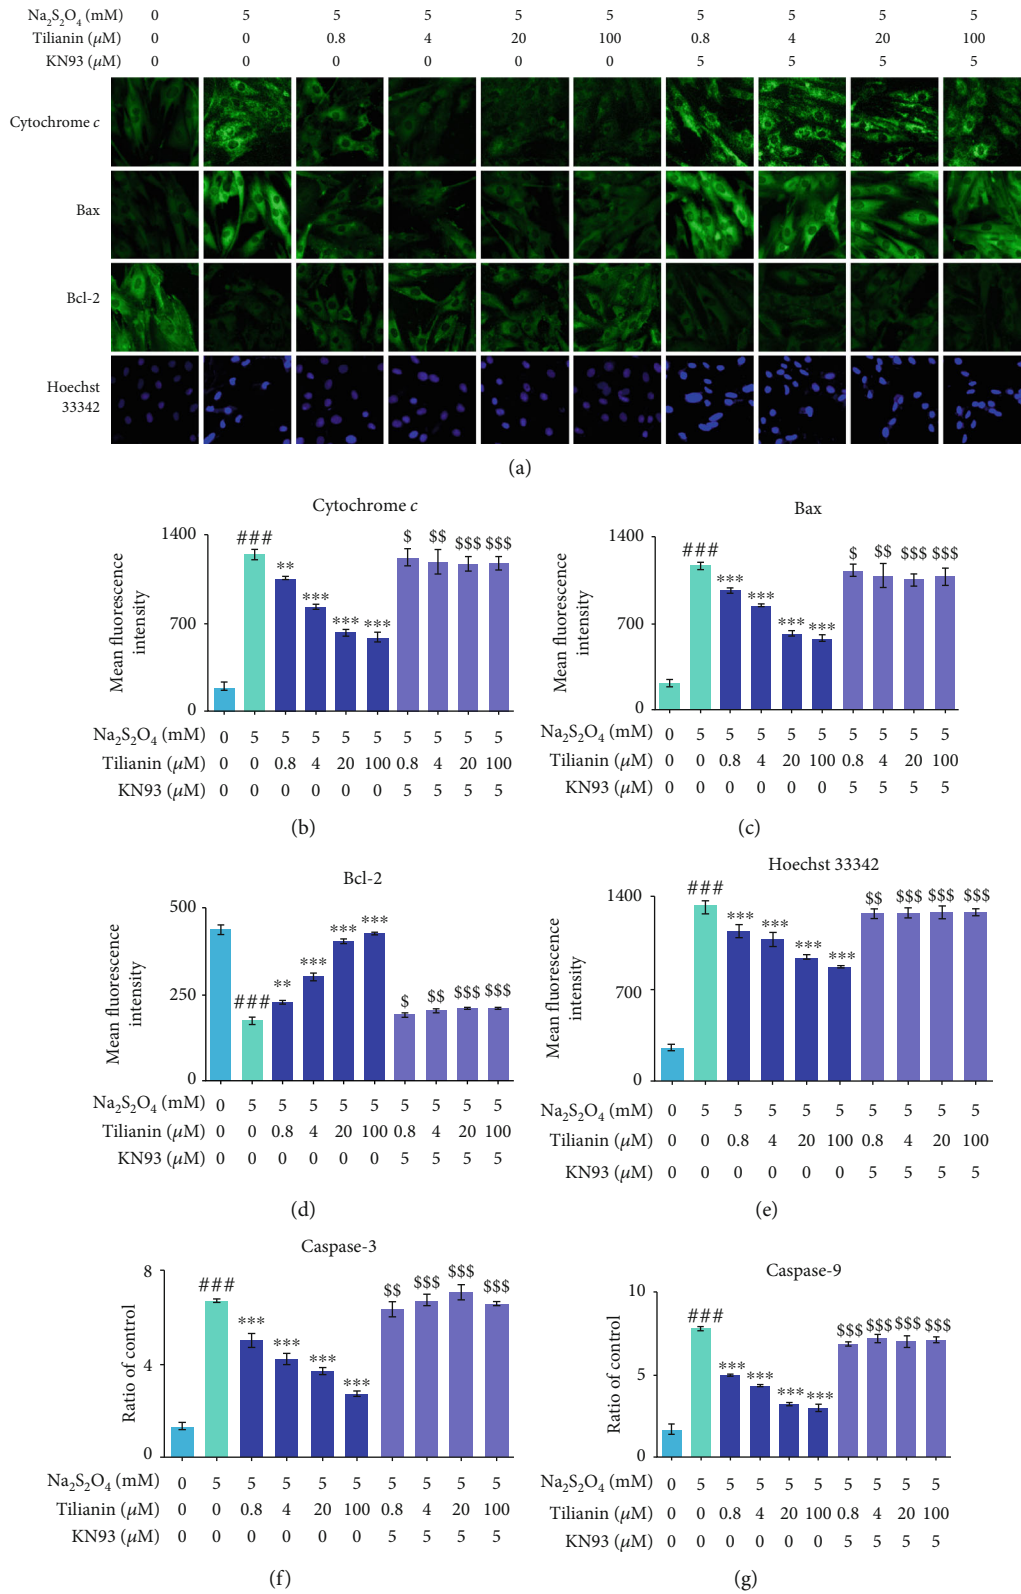 Na₂S₂O₄ (mM) 0 5 5 5 5 5 5 5 5 5
Tilianin (μM) 0 0 0.8 4 20 100 0.8 4 20 100
KN93 (μM) 0 0 0 0 0 0 5 5 5 5
Cytochrome c
Bax
Bcl-2
Hoechst
33342
(a)
Cytochrome c
Mean fluorescence
intensity
1400
700
0
### ** *** *** *** $ $$ $$$ $$$
Na₂S₂O₄ (mM) 0 5 5 5 5 5 5 5 5 5
Tilianin (μM) 0 0 0.8 4 20 100 0.8 4 20 100
KN93 (μM) 0 0 0 0 0 0 5 5 5 5
(b)
Bax
Mean fluorescence
intensity
1400
700
0
### *** *** *** *** $ $$ $$$ $$$
Na₂S₂O₄ (mM) 0 5 5 5 5 5 5 5 5 5
Tilianin (μM) 0 0 0.8 4 20 100 0.8 4 20 100
KN93 (μM) 0 0 0 0 0 0 5 5 5 5
(c)
Bcl-2
Mean fluorescence
intensity
500
250
0
### ** *** *** *** $ $$ $$$ $$$
Na₂S₂O₄ (mM) 0 5 5 5 5 5 5 5 5 5
Tilianin (μM) 0 0 0.8 4 20 100 0.8 4 20 100
KN93 (μM) 0 0 0 0 0 0 5 5 5 5
(d)
Hoechst 33342
Mean fluorescence
intensity
1400
700
0
### *** *** *** *** $$ $$$ $$$ $$$
Na₂S₂O₄ (mM) 0 5 5 5 5 5 5 5 5 5
Tilianin (μM) 0 0 0.8 4 20 100 0.8 4 20 100
KN93 (μM) 0 0 0 0 0 0 5 5 5 5
(e)
Caspase-3
Ratio of control
8
4
0
### *** *** *** *** $$ $$$ $$$ $$$
Na₂S₂O₄ (mM) 0 5 5 5 5 5 5 5 5 5
Tilianin (μM) 0 0 0.8 4 20 100 0.8 4 20 100
KN93 (μM) 0 0 0 0 0 0 5 5 5 5
(f)
Caspase-9
Ratio of control
10
5
0
### *** *** *** *** $$$ $$$ $$$ $$$
Na₂S₂O₄ (mM) 0 5 5 5 5 5 5 5 5 5
Tilianin (μM) 0 0 0.8 4 20 100 0.8 4 20 100
KN93 (μM) 0 0 0 0 0 0 5 5 5 5
(g)